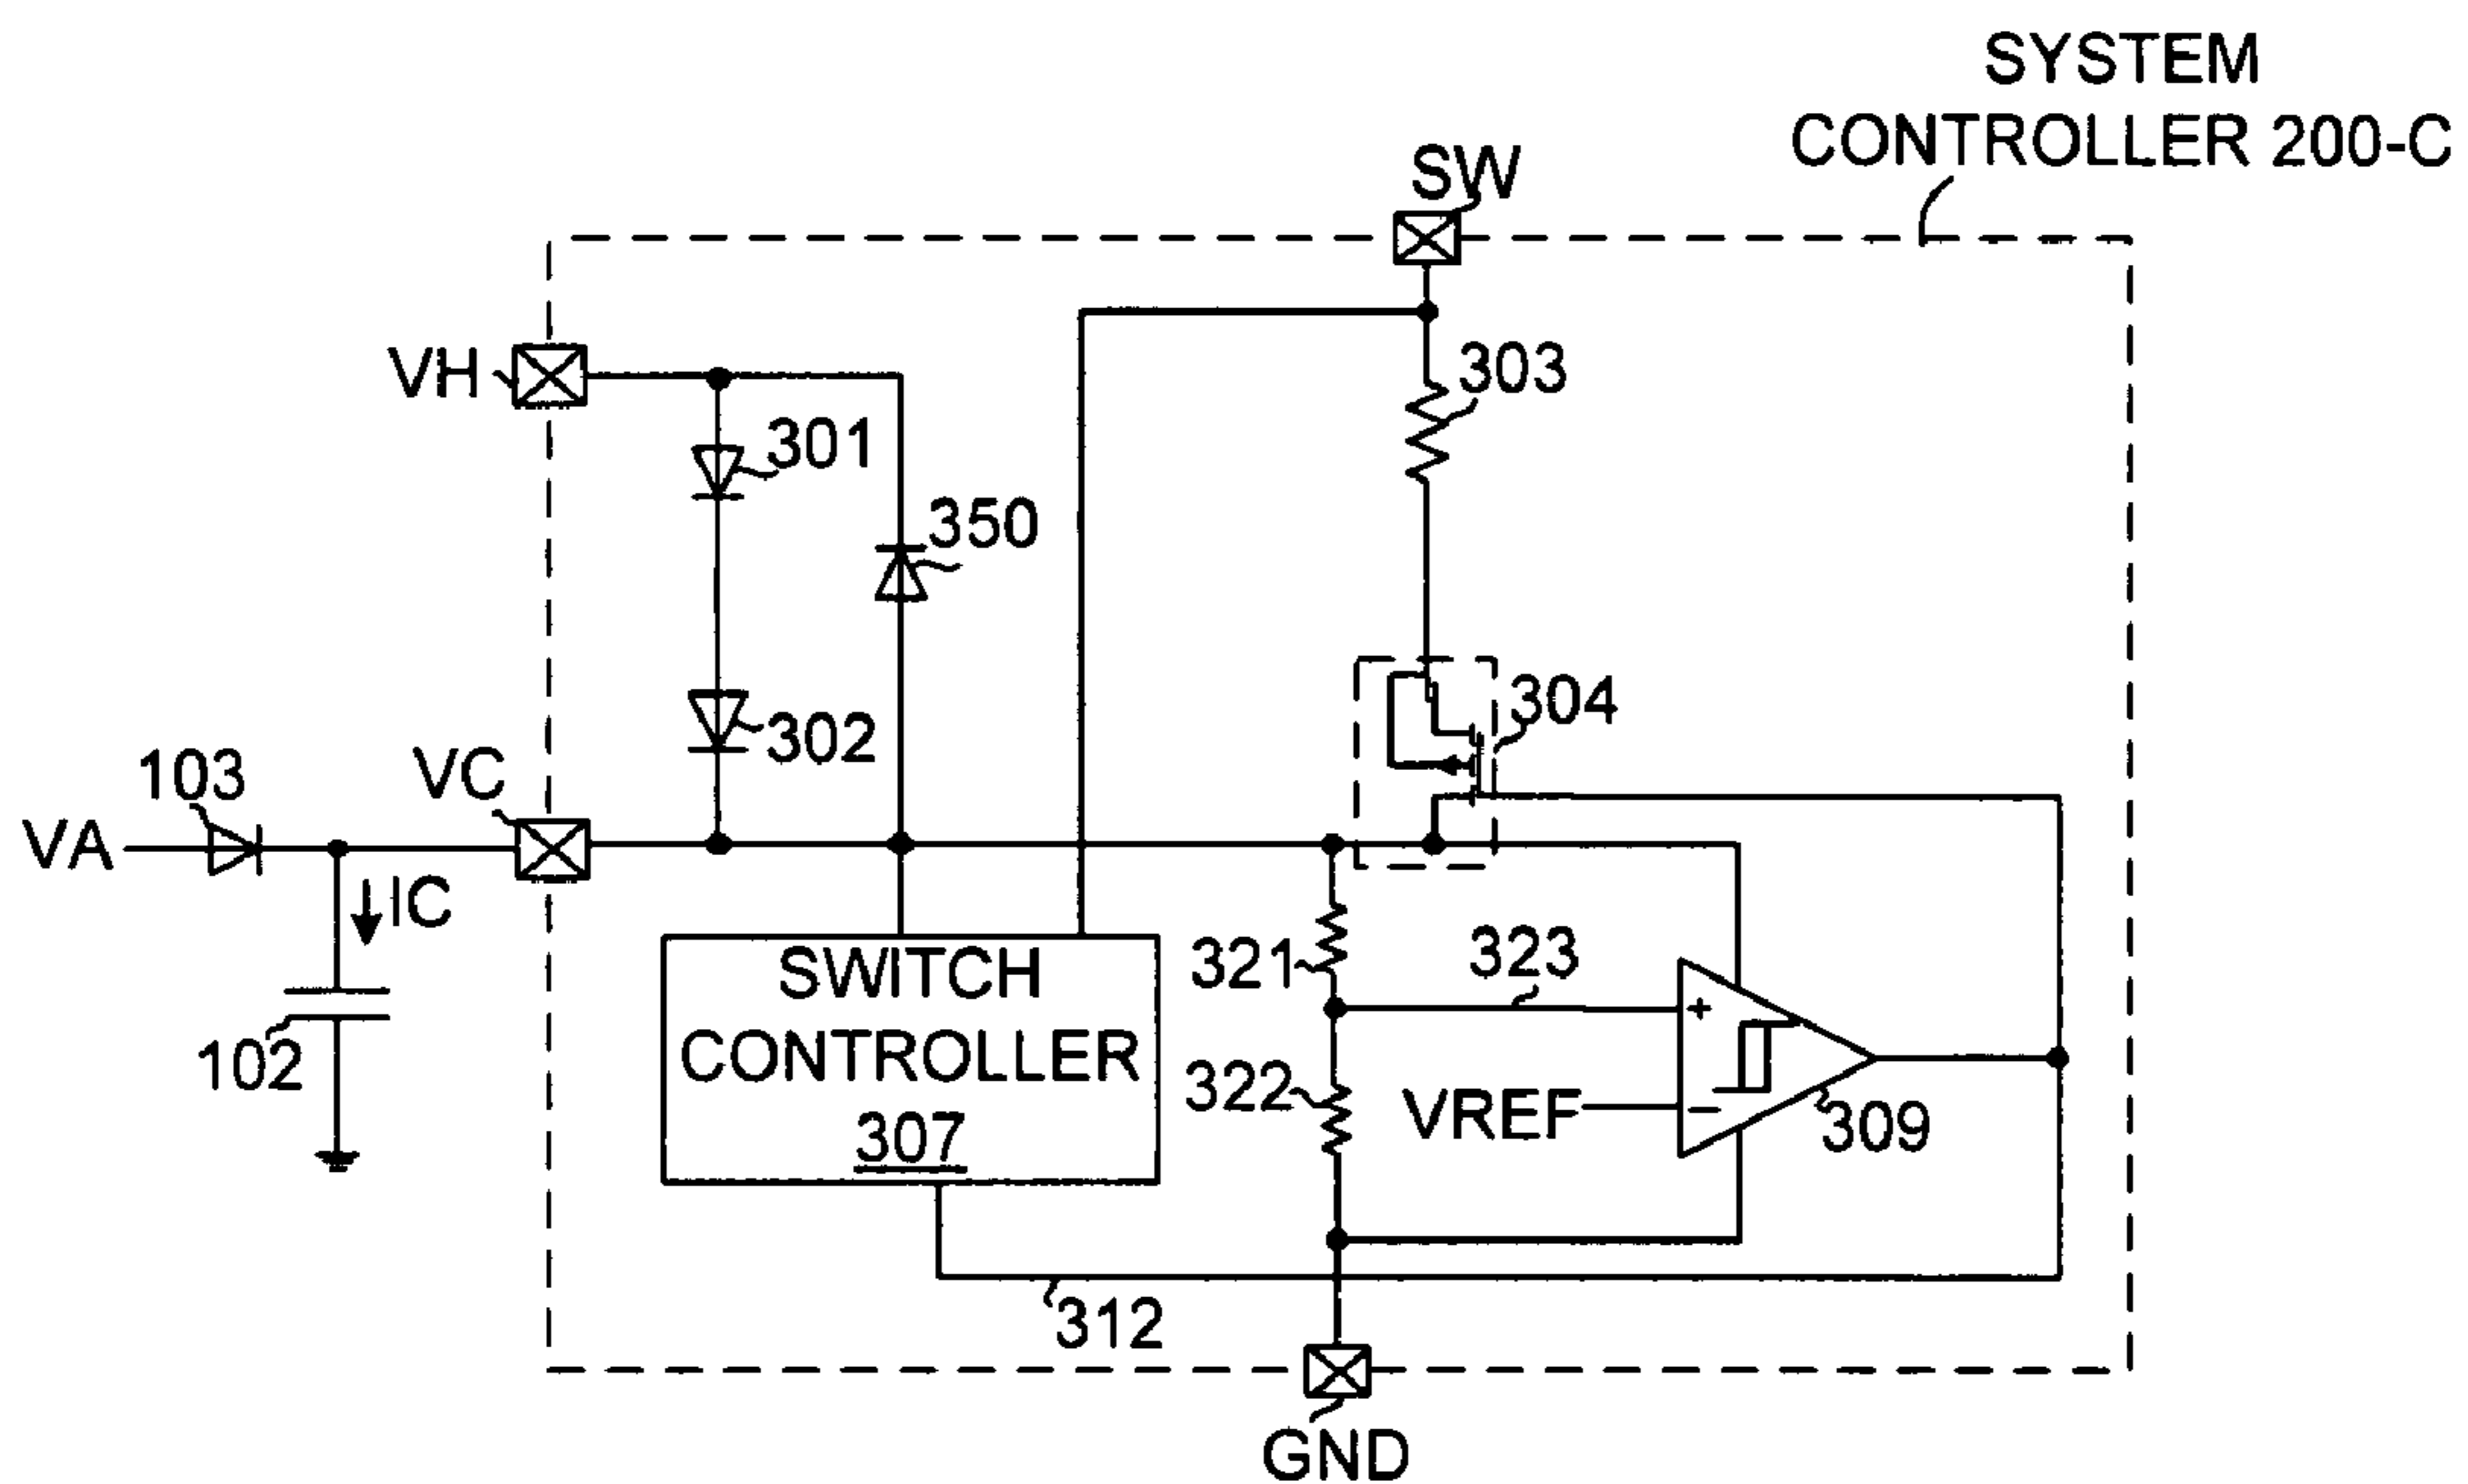 SYSTEM
CONTROLLER 200-C
SW
VH
303
301
350
304
302
103
VC
VA
IC
SWITCH
CONTROLLER
307
321
323
+
102
322
VREF
−
309
312
GND